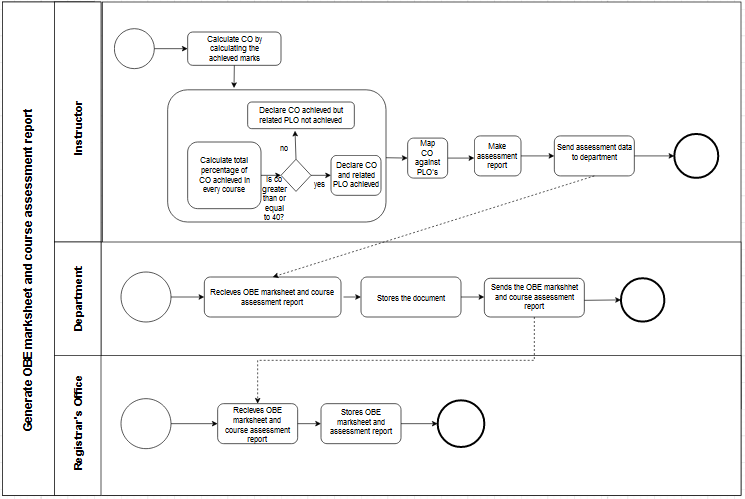 Generate OBE marksheet and course assessment report
Instructor
Calculate CO by
calculating the
achieved marks
Declare CO achieved but
related PLO not achieved
no
Calculate total
percentage of
CO achieved in
every course
Is co
greater
than or
equal
to 40?
yes
Declare CO
and related
PLO achieved
Map
CO
against
PLO's
Make
assessment
report
Send assessment data
to department
Department
Recieves OBE marksheet and course
assessment report
Stores the document
Sends the OBE markshhet
and course assessment
report
Registrar's Office
Recieves OBE
marksheet and
course assessment
report
Stores OBE
marksheet and
assessment report